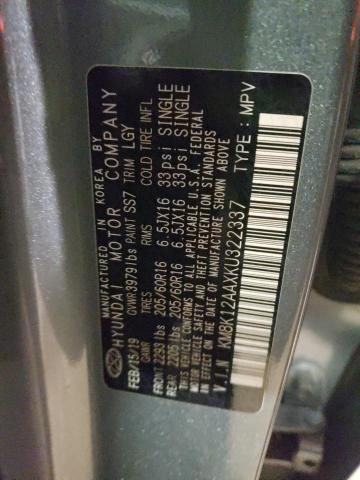 MANUFACTURED IN KOREA BY
HYUNDAI MOTOR COMPANY
FEB/15/19 GVWR 3979lbs PAINT SS7 TRIM LGY
GAWR TIRES RIMS COLD TIRE INFL
FRONT 2293 lbs 205/60R16 6.5JX16 33psi SINGLE
REAR 2205 lbs 205/60R16 6.5JX16 33psi SINGLE
THIS VEHICLE CONFORMS TO ALL APPLICABLE U.S.A. FEDERAL
MOTOR VEHICLE SAFETY, BUMPER, AND THEFT PREVENTION STANDARDS
IN EFFECT ON THE DATE OF MANUFACTURE SHOWN ABOVE
V.I.N : KM8K12AAXKU322337 TYPE : MPV